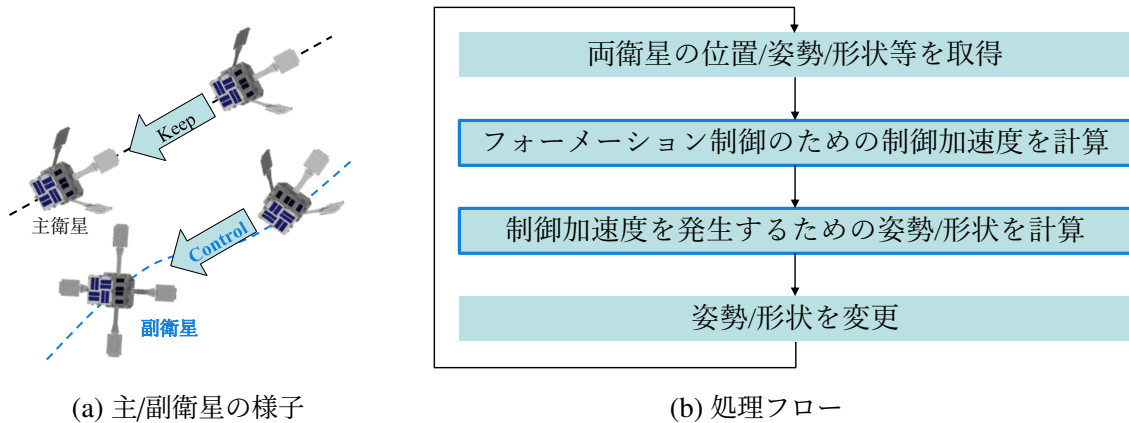 Keep
主衛星
Control
副衛星
(a) 主/副衛星の様子
両衛星の位置/姿勢/形状等を取得
フォーメーション制御のための制御加速度を計算
制御加速度を発生するための姿勢/形状を計算
姿勢/形状を変更
(b) 処理フロー